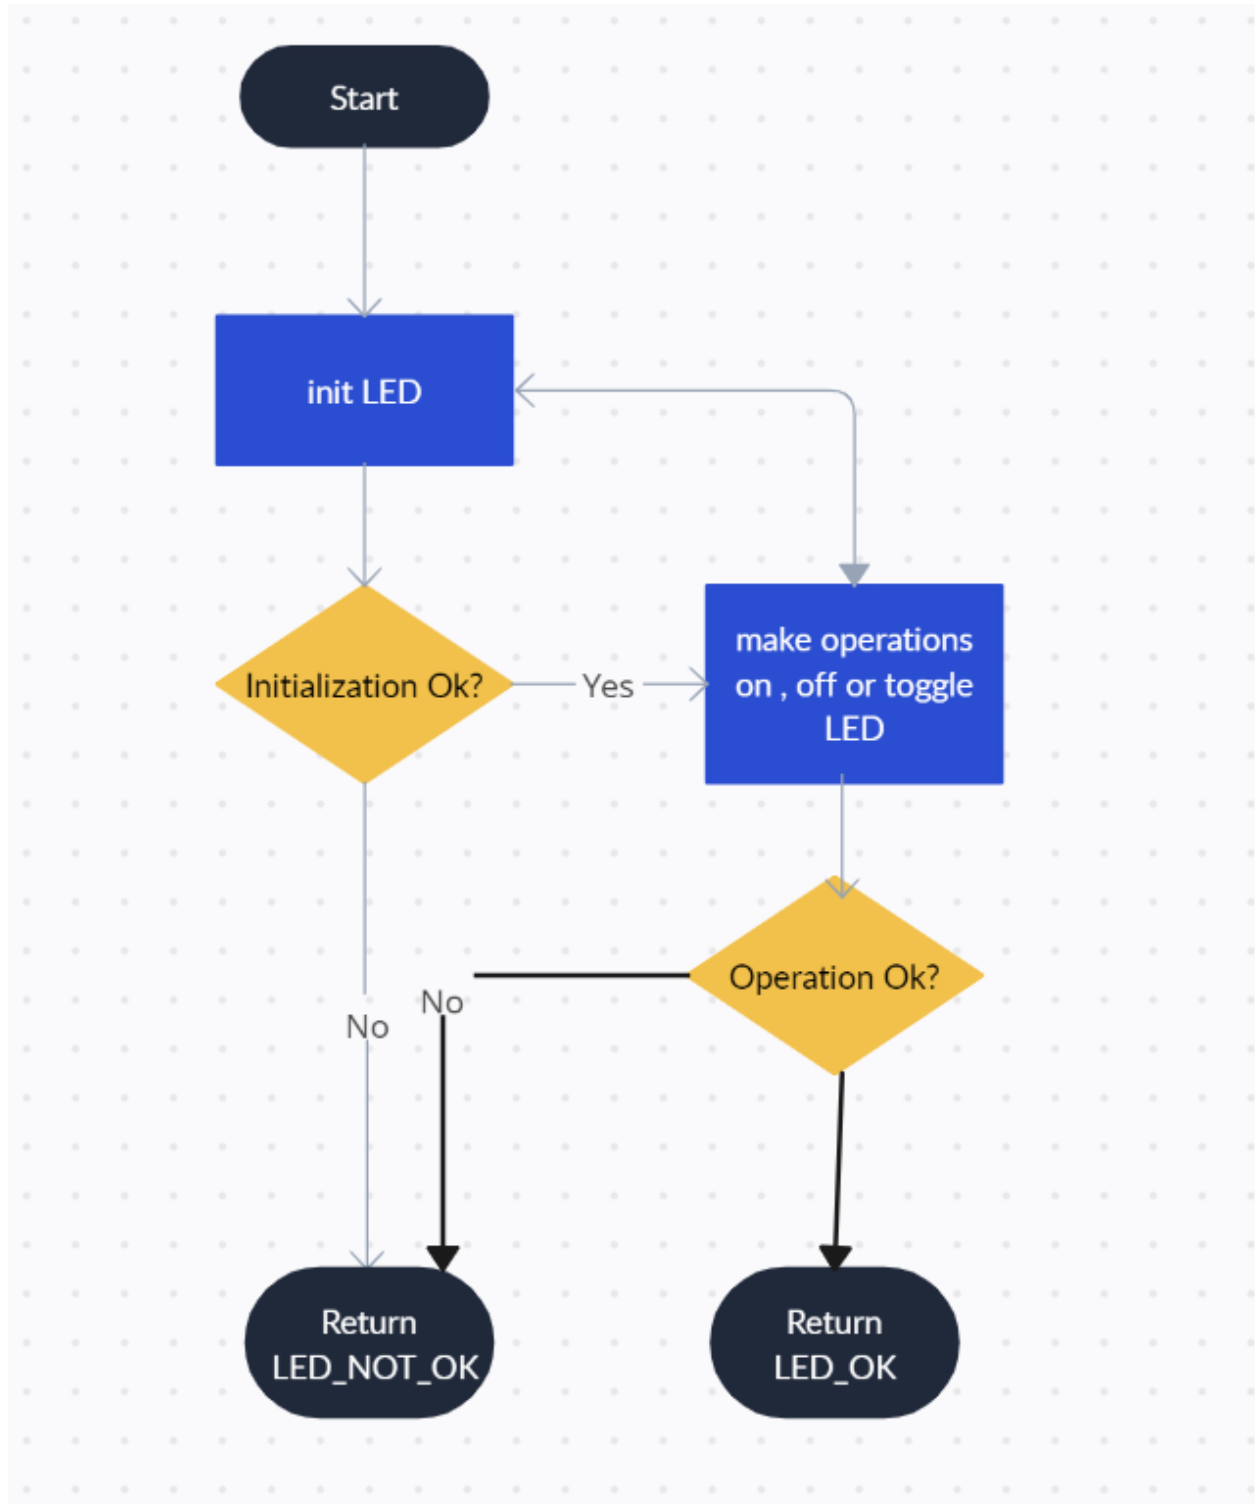 Start
init LED
Initialization Ok?
Yes
make operations
on , off or toggle
LED
Operation Ok?
No
No
Return
LED_NOT_OK
Return
LED_OK